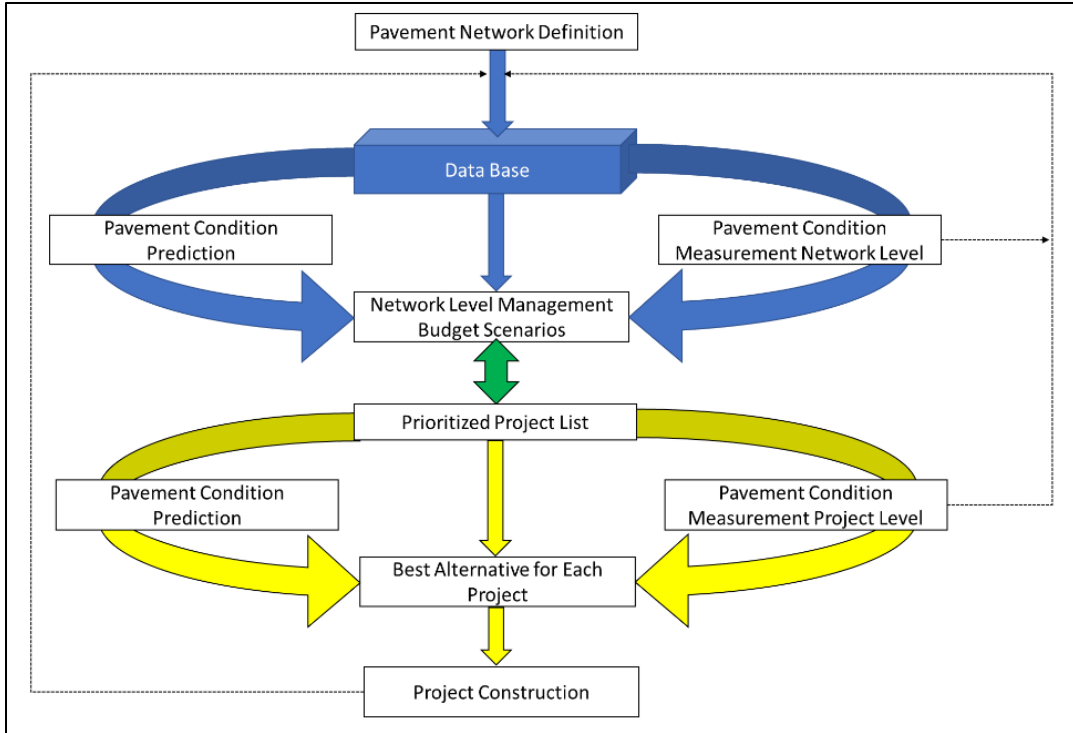 Pavement Network Definition
Data Base
Pavement Condition
Prediction
Pavement Condition
Measurement Network Level
Network Level Management
Budget Scenarios
Prioritized Project List
Pavement Condition
Prediction
Pavement Condition
Measurement Project Level
Best Alternative for Each
Project
Project Construction